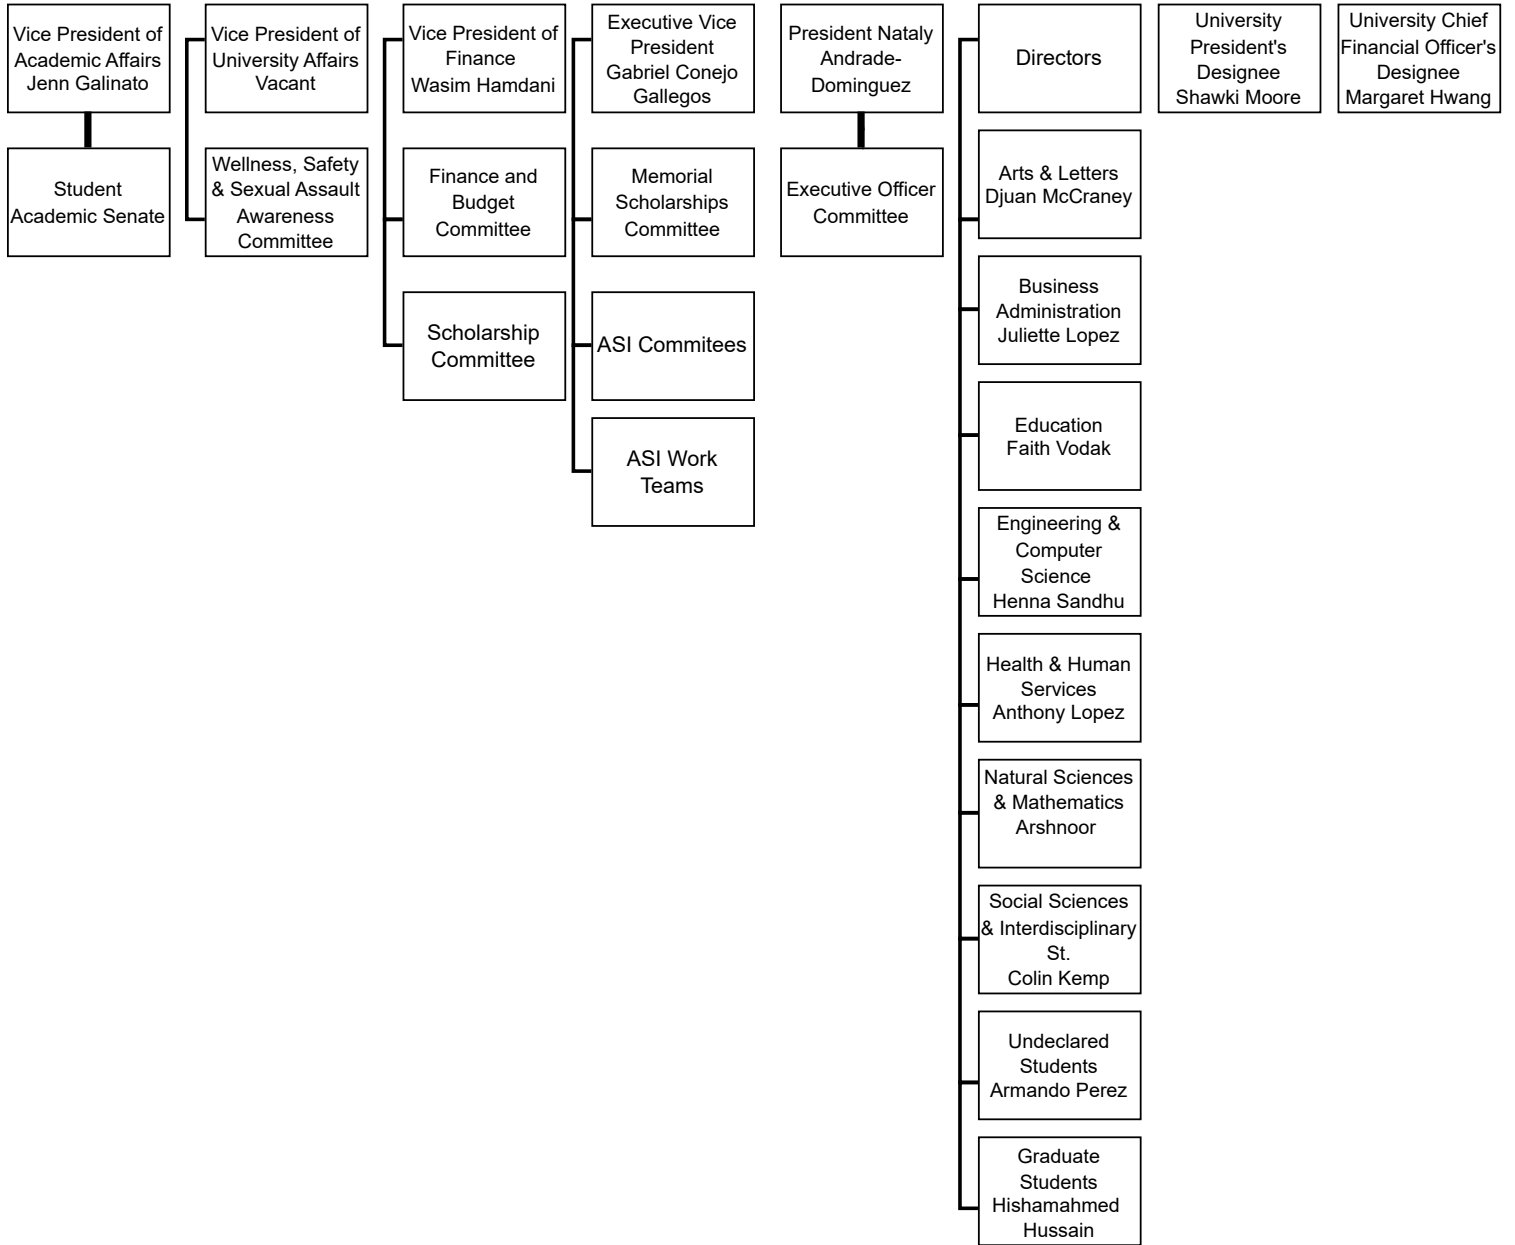 Vice President of
Academic Affairs
Jenn Galinato
Student
Academic Senate
Vice President of
University Affairs
Vacant
Wellness, Safety
& Sexual Assault
Awareness
Committee
Vice President of
Finance
Wasim Hamdani
Finance and
Budget
Committee
Scholarship
Committee
Executive Vice
President
Gabriel Conejo
Gallegos
Memorial
Scholarships
Committee
ASI Commitees
ASI Work
Teams
President Nataly
Andrade-
Dominguez
Executive Officer
Committee
Directors
Arts & Letters
Djuan McCraney
Business
Administration
Juliette Lopez
Education
Faith Vodak
Engineering &
Computer
Science
Henna Sandhu
Health & Human
Services
Anthony Lopez
Natural Sciences
& Mathematics
Arshnoor
Social Sciences
& Interdisciplinary
St.
Colin Kemp
Undeclared
Students
Armando Perez
Graduate
Students
Hishamahmed
Hussain
University
President's
Designee
Shawki Moore
University Chief
Financial Officer's
Designee
Margaret Hwang